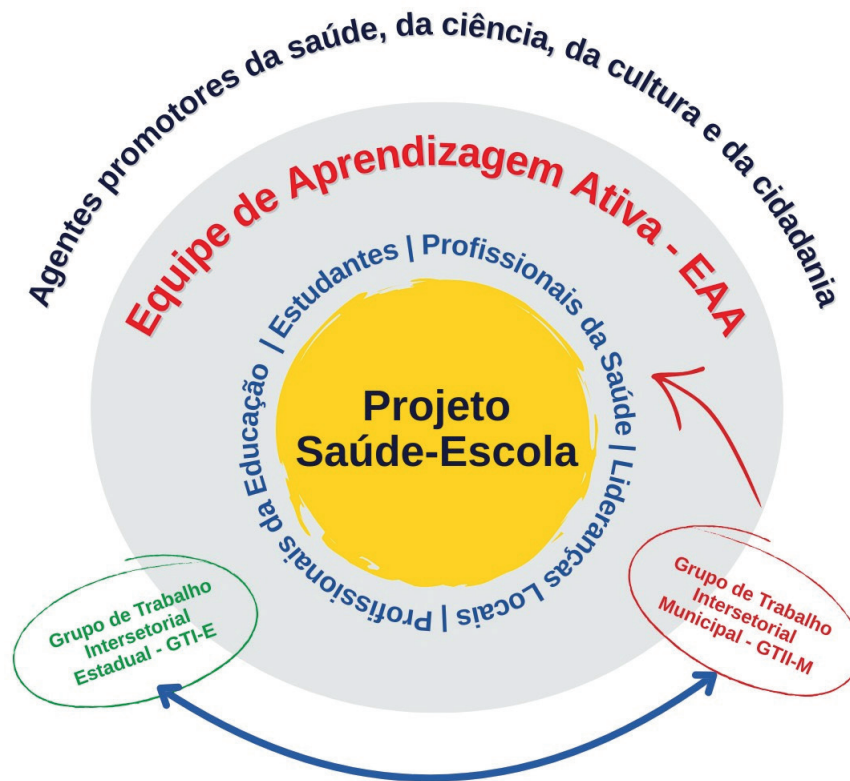 Agentes promotores da saúde, da ciência, da cultura e da cidadania
Equipe de Aprendizagem Ativa - EAA
| Estudantes | Profissionais da Saúde | Lideranças Locais | Profissionais da Educação
Projeto
Saúde-Escola
Grupo de Trabalho
Intersetorial
Estadual - GTI-E
Grupo de Trabalho
Intersetorial
Municipal - GTII-M